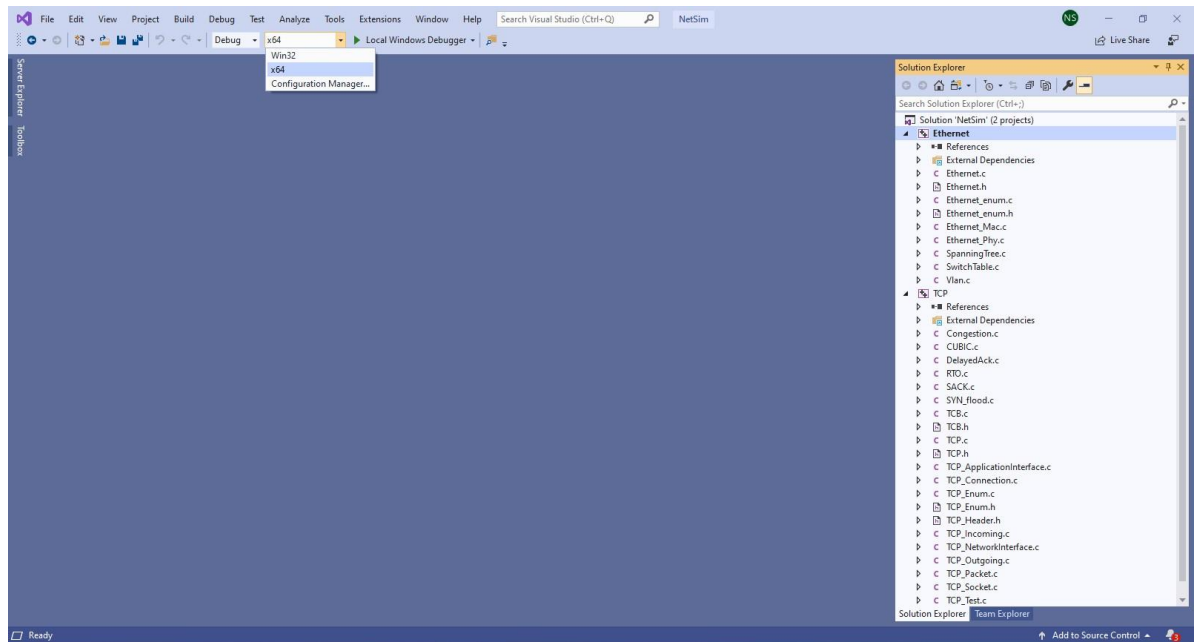 File Edit View Project Build Debug Test Analyze Tools Extensions Window Help Search Visual Studio (Ctrl+Q) NetSim NS
Debug x64 Local Windows Debugger Live Share
Win32
x64
Configuration Manager...
Server Explorer
Toolbox
Solution Explorer
Search Solution Explorer (Ctrl+;)
Solution 'NetSim' (2 projects)
Ethernet
References
External Dependencies
C Ethernet.c
Ethernet.h
C Ethernet_enum.c
Ethernet_enum.h
C Ethernet_Mac.c
C Ethernet_Phy.c
C SpanningTree.c
C SwitchTable.c
C Vlan.c
TCP
References
External Dependencies
C Congestion.c
C CUBIC.c
C DelayedAck.c
C RTO.c
C SACK.c
C SYN_flood.c
C TCB.c
TCB.h
C TCP.c
TCP.h
C TCP_ApplicationInterface.c
C TCP_Connection.c
C TCP_Enum.c
TCP_Enum.h
TCP_Header.h
C TCP_Incoming.c
C TCP_NetworkInterface.c
C TCP_Outgoing.c
C TCP_Packet.c
C TCP_Socket.c
C TCP_Test.c
Solution Explorer Team Explorer
Ready Add to Source Control 3